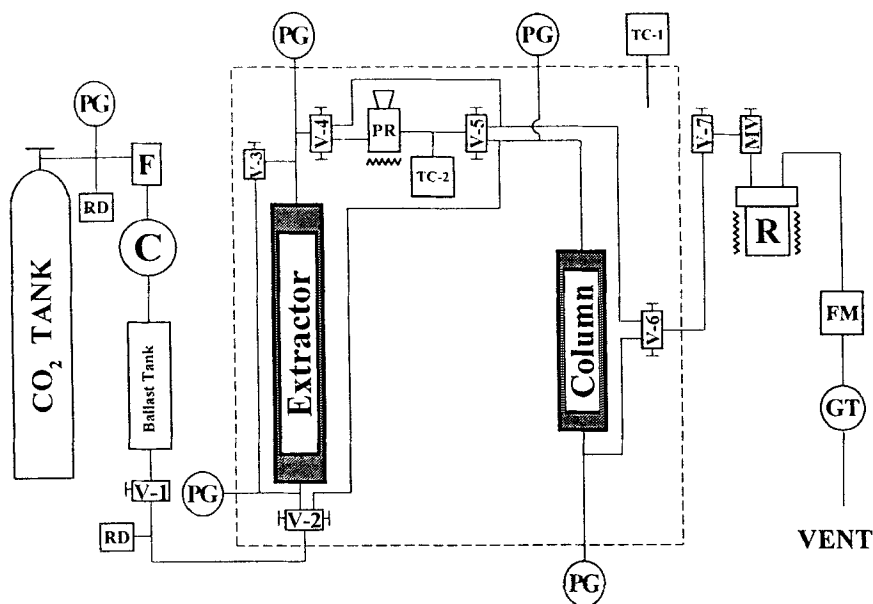 PG
PG
TC-1
PG
F
RD
C
CO2 TANK
Ballast Tank
V-1
RD
PG
V-3
V-4
PR
TC-2
V-5
Extractor
V-2
Column
V-6
PG
V-7
MV
R
FM
GT
VENT